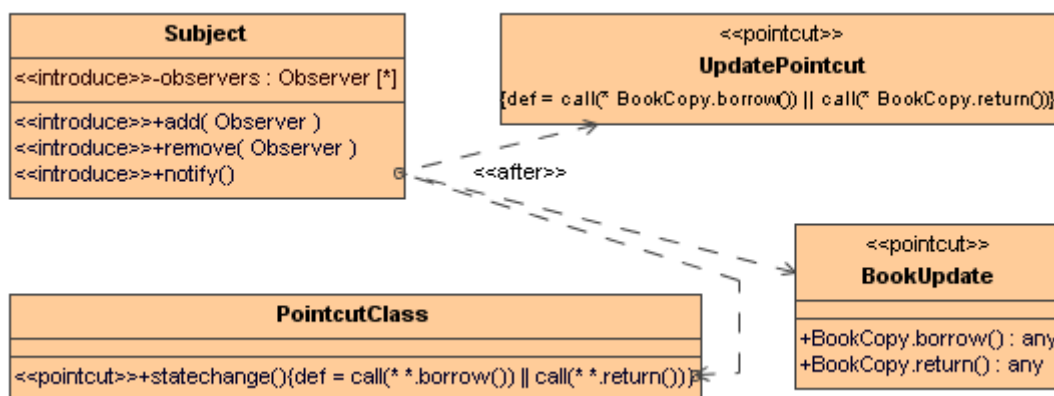 Subject
<<introduce>>-observers : Observer [*]
<<introduce>>+add( Observer )
<<introduce>>+remove( Observer )
<<introduce>>+notify()
<<pointcut>>
UpdatePointcut
{def = call(* BookCopy.borrow()) || call(* BookCopy.return())}
<<after>>
<<pointcut>>
BookUpdate
+BookCopy.borrow() : any
+BookCopy.return() : any
PointcutClass
<<pointcut>>+statechange(){def = call(* *.borrow()) || call(* *.return())}